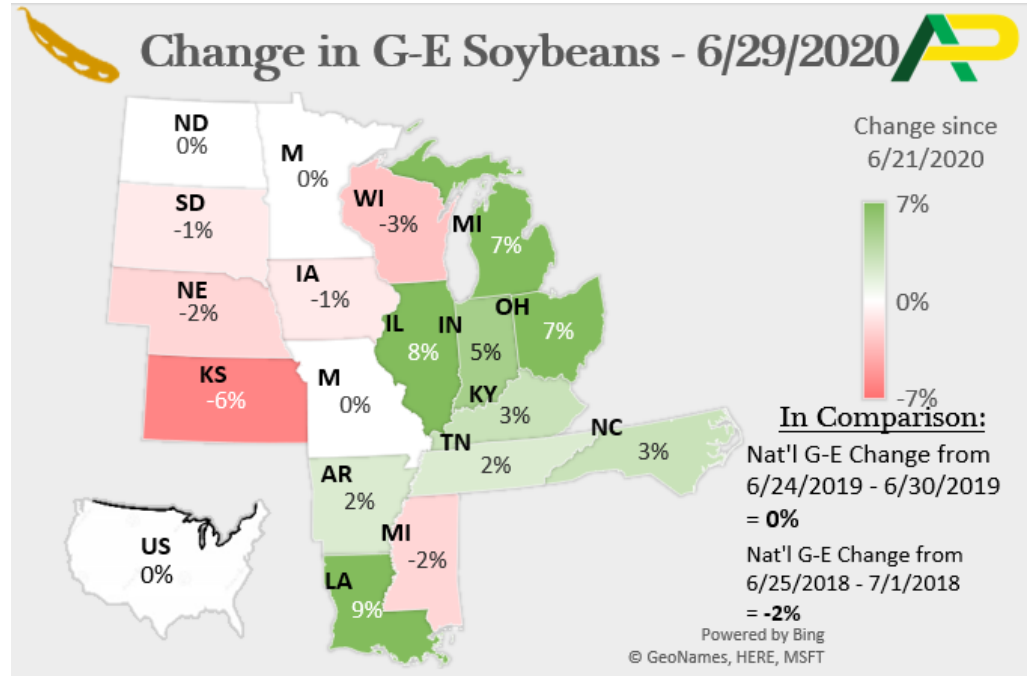 Change in G-E Soybeans - 6/29/2020
AP
Change since
6/21/2020
7%
0%
-7%
ND
0%
M
0%
SD
-1%
WI
-3%
MI
7%
NE
-2%
IA
-1%
IL
8%
IN
5%
OH
7%
KS
-6%
M
0%
KY
3%
TN
2%
NC
3%
AR
2%
MI
-2%
LA
9%
US
0%
In Comparison:
Nat'l G-E Change from
6/24/2019 - 6/30/2019
= 0%
Nat'l G-E Change from
6/25/2018 - 7/1/2018
= -2%
Powered by Bing
© GeoNames, HERE, MSFT